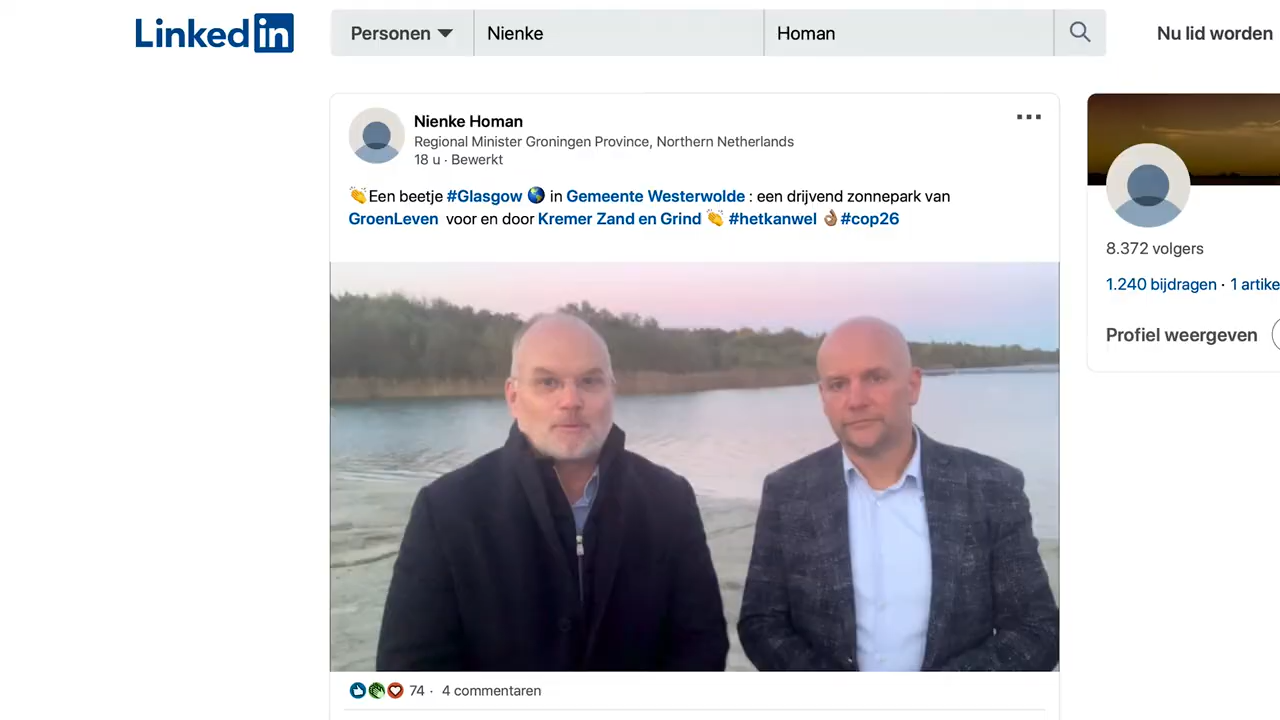 Linked in
Personen
Nienke
Homan
Nu lid worden
Nienke Homan
Regional Minister Groningen Province, Northern Netherlands
18 u · Bewerkt
👏Een beetje #Glasgow 🌎 in Gemeente Westerwolde : een drijvend zonnepark van
GroenLeven voor en door Kremer Zand en Grind 👏 #hetkanwel 👌🏽#cop26
8.372 volgers
1.240 bijdragen · 1 artike
Profiel weergeven
74 · 4 commentaren